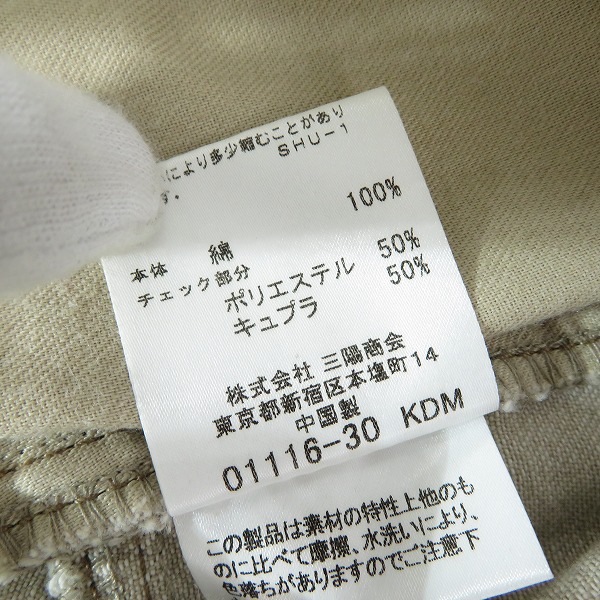 により多少縮むことがあり
す。
SHU-1
本体 綿 100%
チェック部分
ポリエステル 50%
キュプラ 50%
株式会社 三陽商会
東京都新宿区本塩町14
中国製
01116-30 KDM
この製品は素材の特性上他のも
のに比べて摩擦、水洗いにより、
色落ちがありますのでご注意下